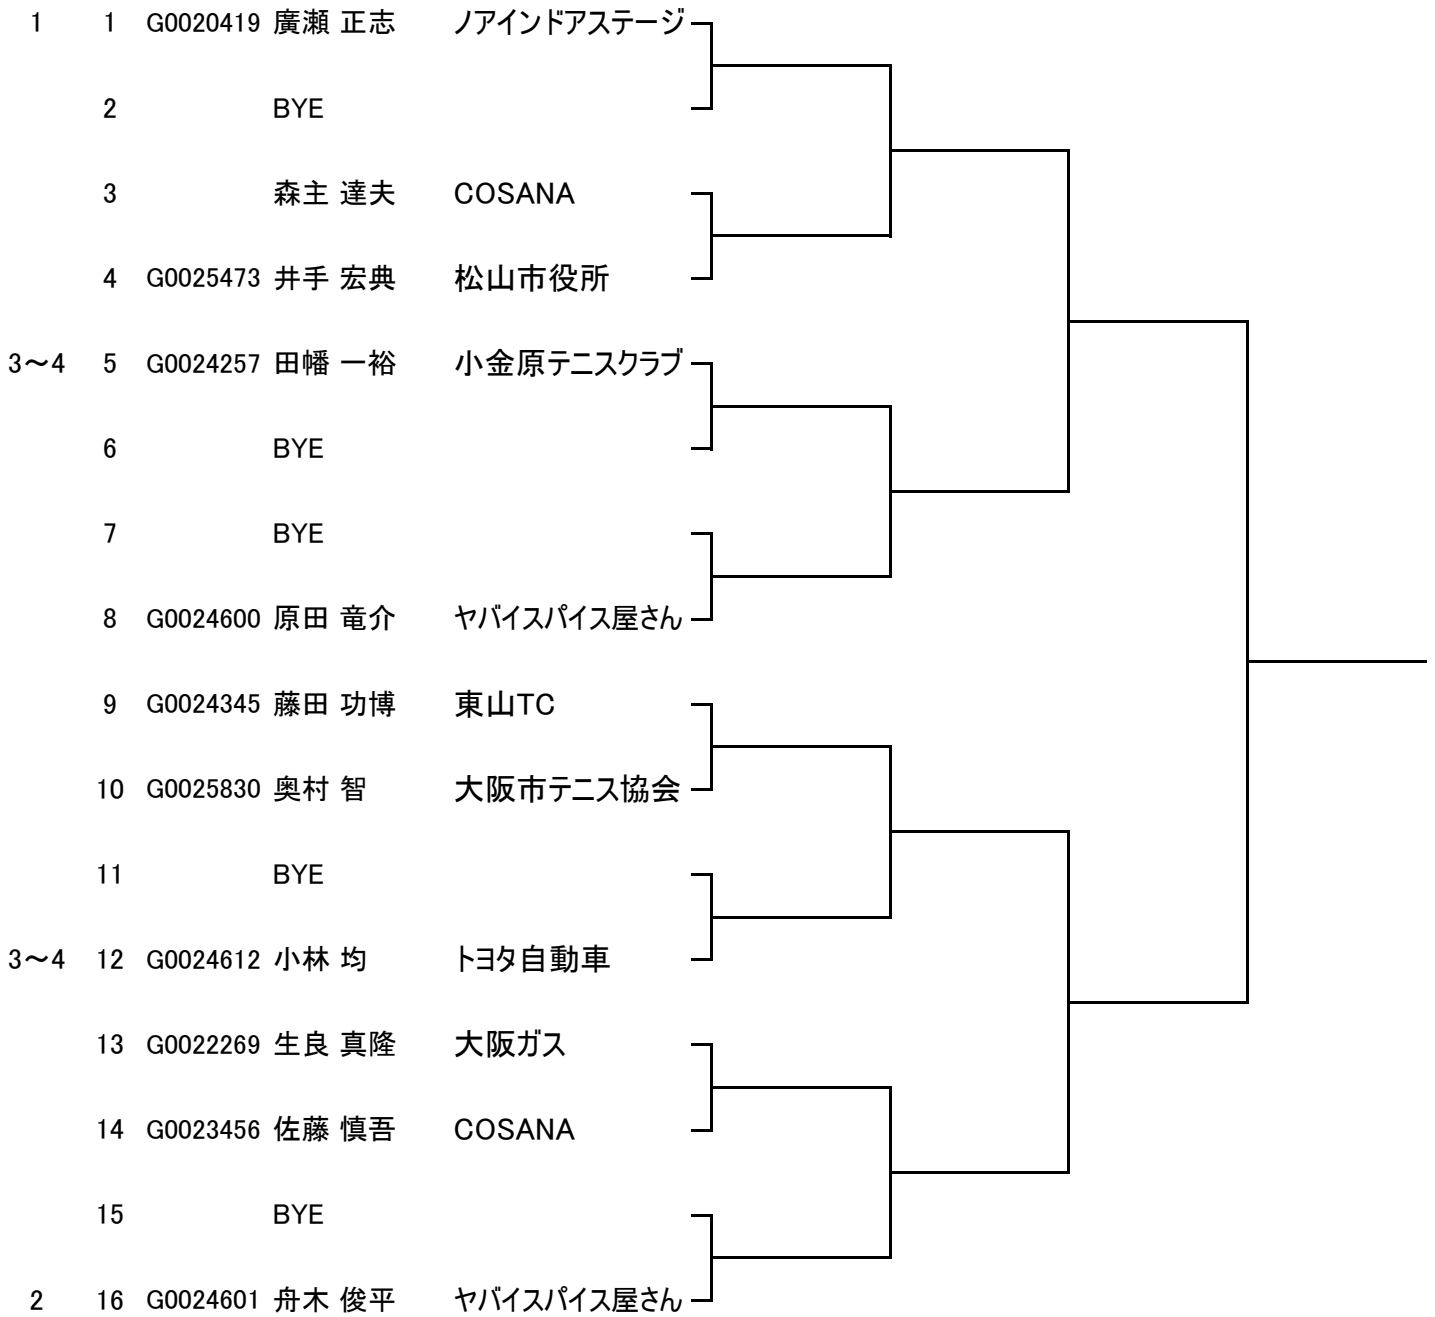 1 1 G0020419 廣瀬 正志 ノアインドアステージ
2 BYE
3 森主 達夫 COSANA
4 G0025473 井手 宏典 松山市役所
3～4 5 G0024257 田幡 一裕 小金原テニスクラブ
6 BYE
7 BYE
8 G0024600 原田 竜介 ヤバイスパイス屋さん
9 G0024345 藤田 功博 東山TC
10 G0025830 奥村 智 大阪市テニス協会
11 BYE
3～4 12 G0024612 小林 均 トヨタ自動車
13 G0022269 生良 真隆 大阪ガス
14 G0023456 佐藤 慎吾 COSANA
15 BYE
2 16 G0024601 舟木 俊平 ヤバイスパイス屋さん